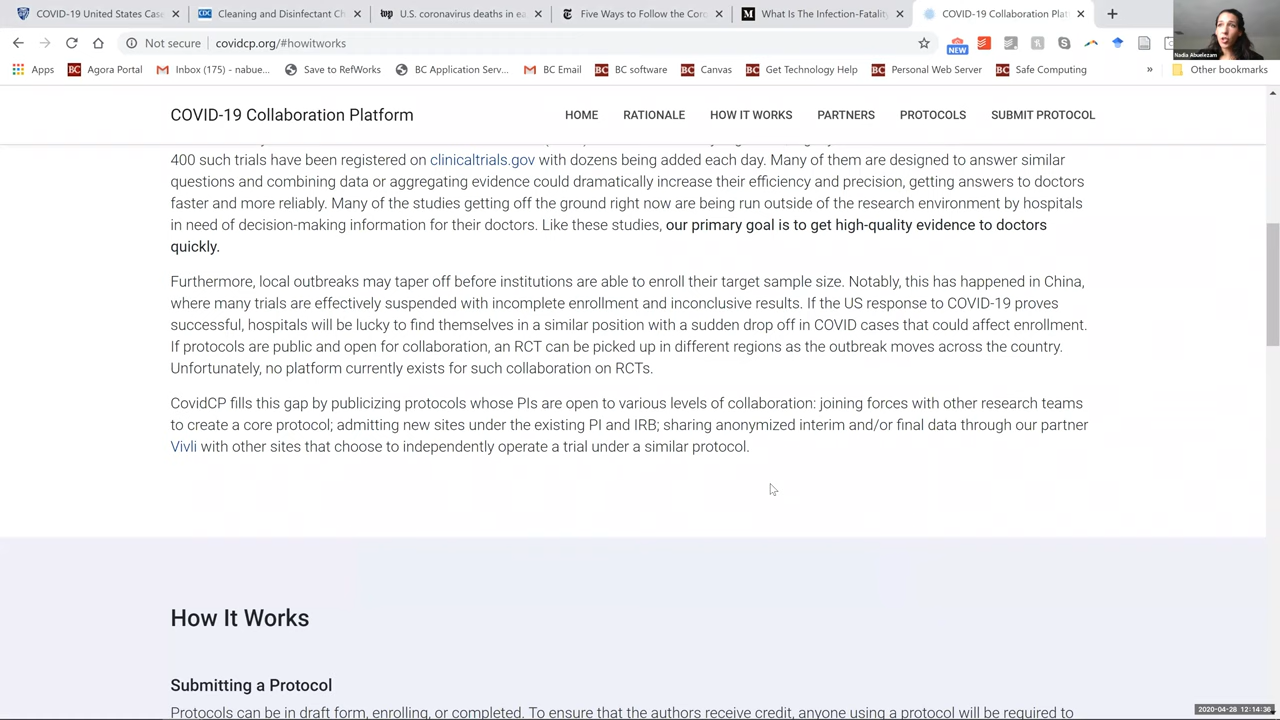 COVID-19 United States Cas
Cleaning and Disinfectant Ch
U.S. coronavirus deaths in ea
Five Ways to Follow the Coro
What Is The Infection-Fatality
COVID-19 Collaboration Plat
Nadia Abuelezam
Not secure
covidcp.org/#howitworks
NEW
Apps
Agora Portal
Inbox (175) - nabue...
Save to RefWorks
BC Applications
Email
BC software
Canvas
Get technology Help
Personal Web Server
Safe Computing
»
Other bookmarks
COVID-19 Collaboration Platform
HOME
RATIONALE
HOW IT WORKS
PARTNERS
PROTOCOLS
SUBMIT PROTOCOL
400 such trials have been registered on clinicaltrials.gov with dozens being added each day. Many of them are designed to answer similar
questions and combining data or aggregating evidence could dramatically increase their efficiency and precision, getting answers to doctors
faster and more reliably. Many of the studies getting off the ground right now are being run outside of the research environment by hospitals
in need of decision-making information for their doctors. Like these studies, our primary goal is to get high-quality evidence to doctors
quickly.
Furthermore, local outbreaks may taper off before institutions are able to enroll their target sample size. Notably, this has happened in China,
where many trials are effectively suspended with incomplete enrollment and inconclusive results. If the US response to COVID-19 proves
successful, hospitals will be lucky to find themselves in a similar position with a sudden drop off in COVID cases that could affect enrollment.
If protocols are public and open for collaboration, an RCT can be picked up in different regions as the outbreak moves across the country.
Unfortunately, no platform currently exists for such collaboration on RCTs.
CovidCP fills this gap by publicizing protocols whose PIs are open to various levels of collaboration: joining forces with other research teams
to create a core protocol; admitting new sites under the existing PI and IRB; sharing anonymized interim and/or final data through our partner
Vivli with other sites that choose to independently operate a trial under a similar protocol.
How It Works
Submitting a Protocol
Protocols can be in draft form, enrolling, or completed. To ensure that the authors receive credit, anyone using a protocol will be required to
2020-04-28 12:14:36